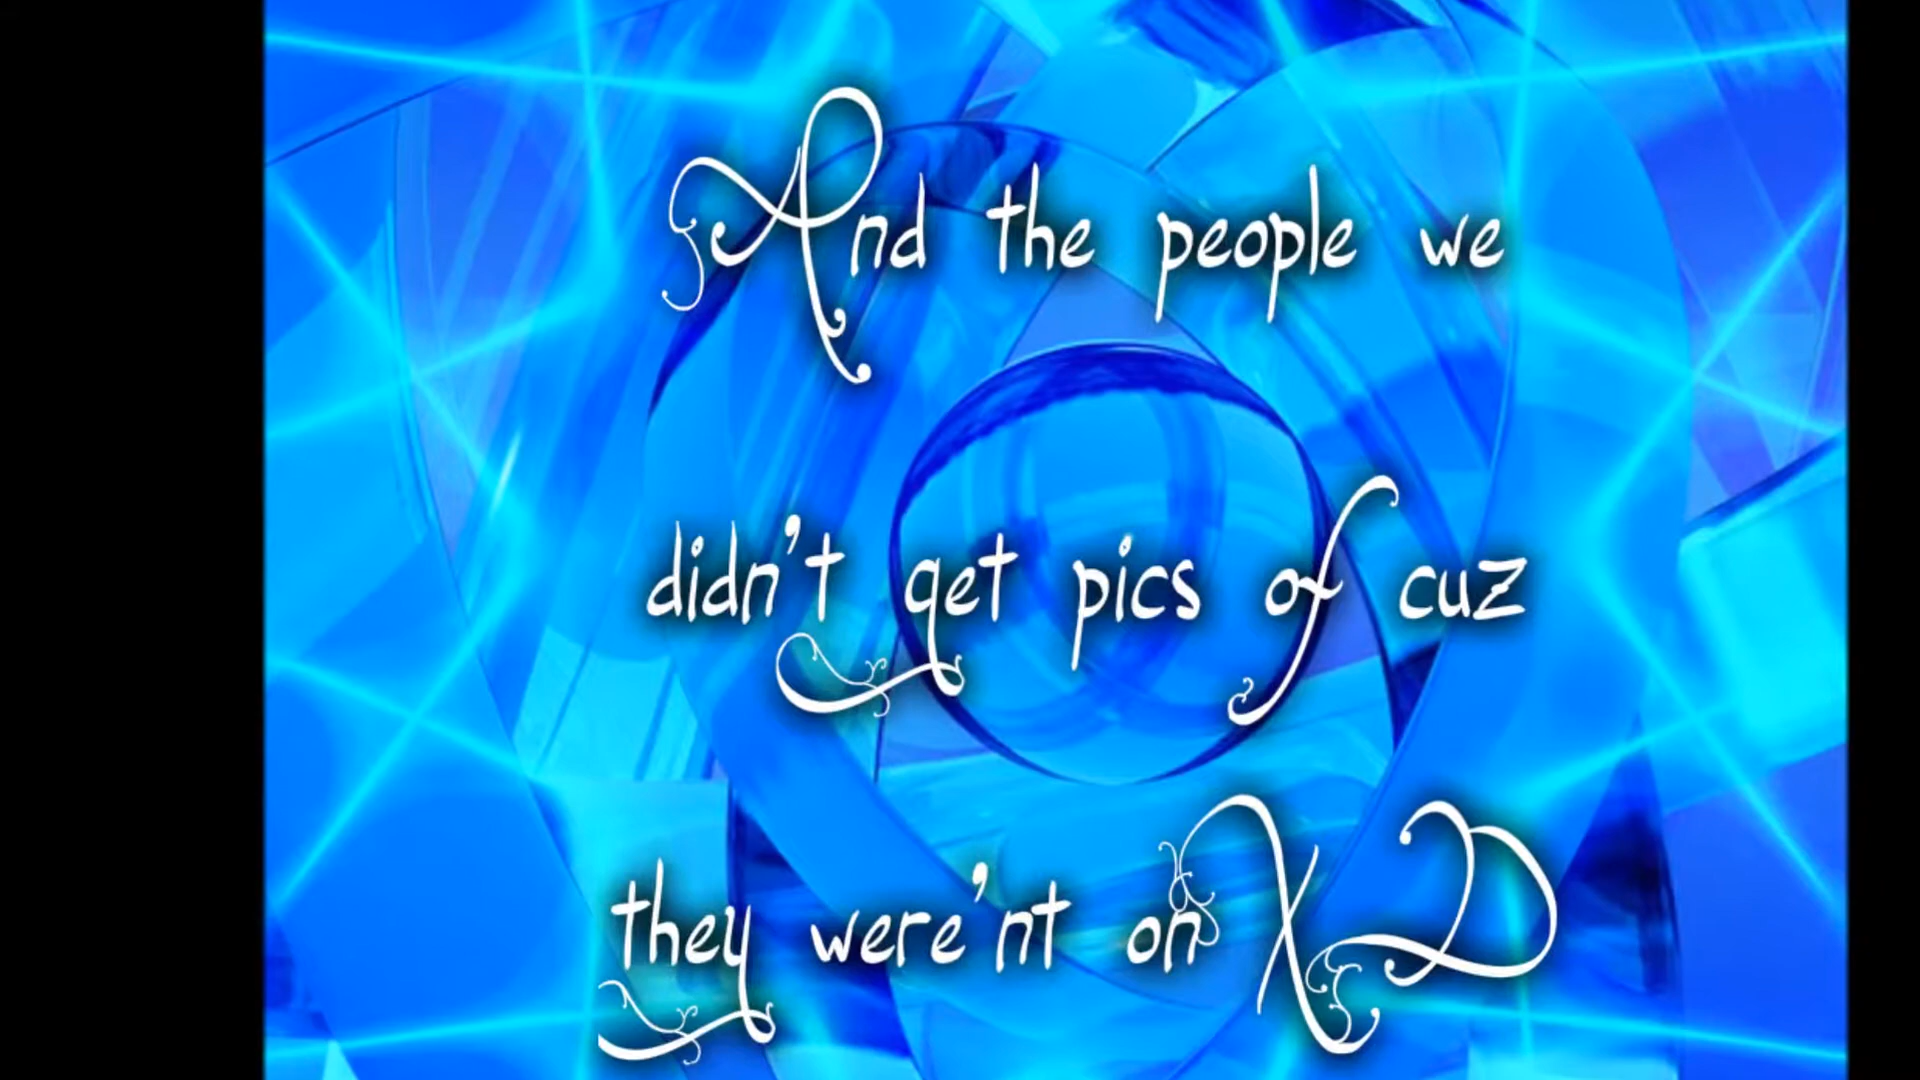 And the people we
didn't get pics of cuz
they were'nt on XD